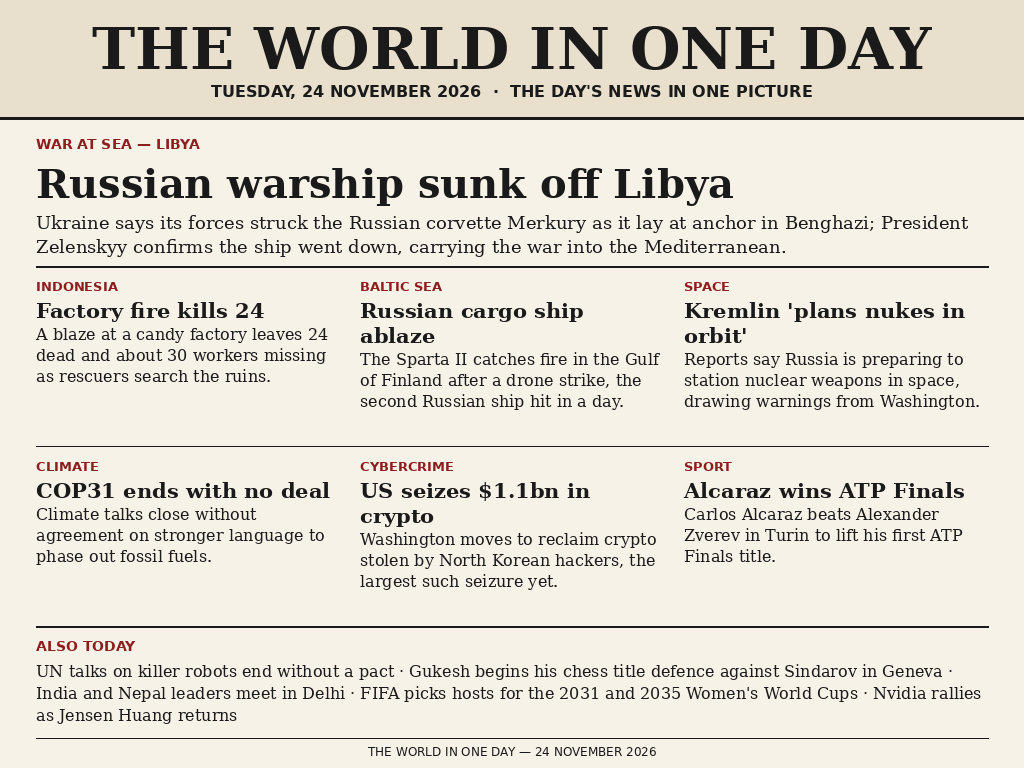 THE WORLD IN ONE DAY
TUESDAY, 24 NOVEMBER 2026 · THE DAY'S NEWS IN ONE PICTURE
WAR AT SEA — LIBYA
Russian warship sunk off Libya
Ukraine says its forces struck the Russian corvette Merkury as it lay at anchor in Benghazi; President
Zelenskyy confirms the ship went down, carrying the war into the Mediterranean.
INDONESIA
Factory fire kills 24
A blaze at a candy factory leaves 24
dead and about 30 workers missing
as rescuers search the ruins.
BALTIC SEA
Russian cargo ship
ablaze
The Sparta II catches fire in the Gulf
of Finland after a drone strike, the
second Russian ship hit in a day.
SPACE
Kremlin 'plans nukes in
orbit'
Reports say Russia is preparing to
station nuclear weapons in space,
drawing warnings from Washington.
CLIMATE
COP31 ends with no deal
Climate talks close without
agreement on stronger language to
phase out fossil fuels.
CYBERCRIME
US seizes $1.1bn in
crypto
Washington moves to reclaim crypto
stolen by North Korean hackers, the
largest such seizure yet.
SPORT
Alcaraz wins ATP Finals
Carlos Alcaraz beats Alexander
Zverev in Turin to lift his first ATP
Finals title.
ALSO TODAY
UN talks on killer robots end without a pact · Gukesh begins his chess title defence against Sindarov in Geneva ·
India and Nepal leaders meet in Delhi · FIFA picks hosts for the 2031 and 2035 Women's World Cups · Nvidia rallies
as Jensen Huang returns
THE WORLD IN ONE DAY — 24 NOVEMBER 2026